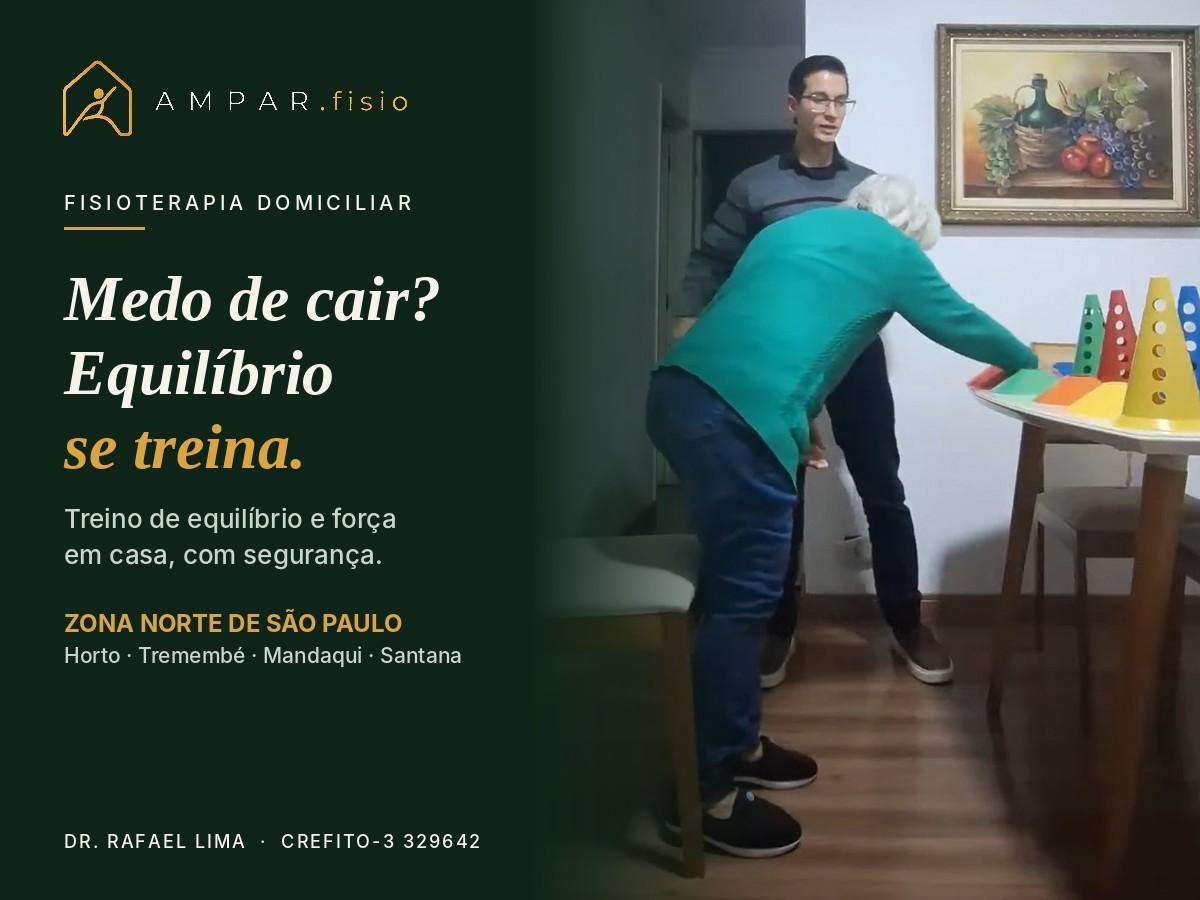 AMPAR.fisio
FISIOTERAPIA DOMICILIAR
Medo de cair?
Equilíbrio
se treina.
Treino de equilíbrio e força
em casa, com segurança.
ZONA NORTE DE SÃO PAULO
Horto · Tremembé · Mandaqui · Santana
DR. RAFAEL LIMA · CREFITO-3 329642